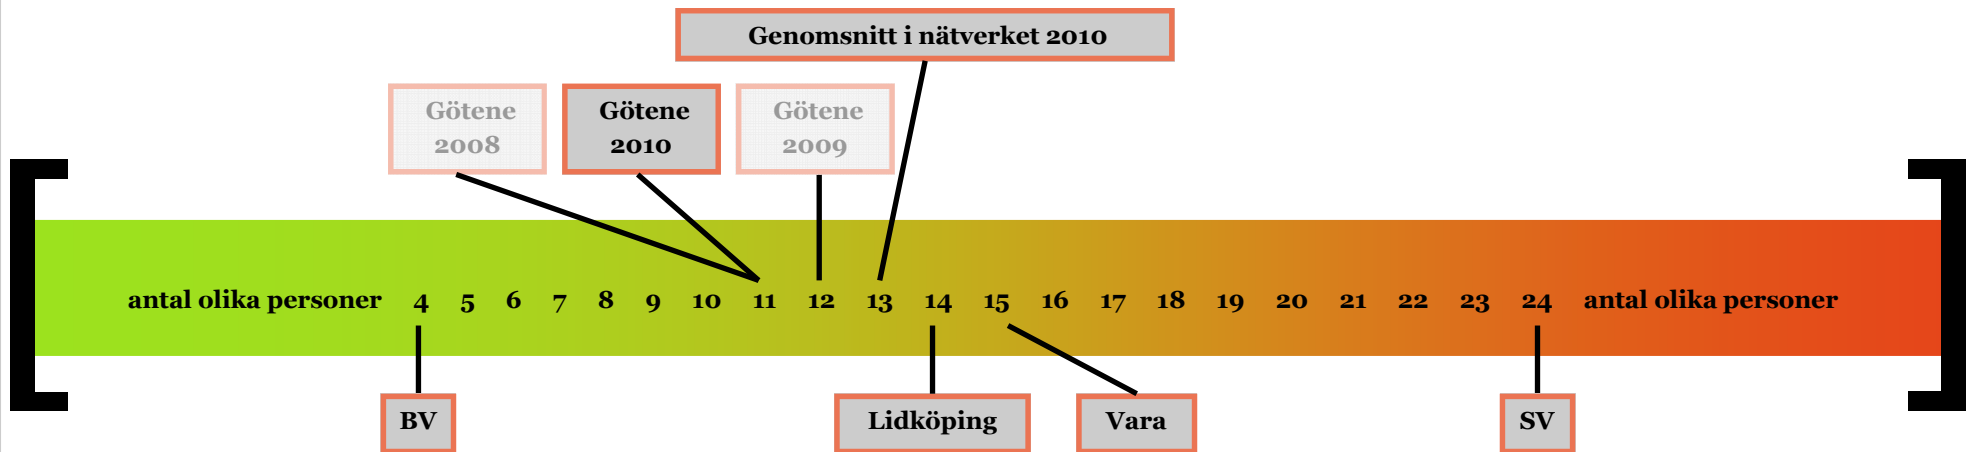 Genomsnitt i nätverket 2010
Götene
2008
Götene
2010
Götene
2009
antal olika personer 4 5 6 7 8 9 10 11 12 13 14 15 16 17 18 19 20 21 22 23 24 antal olika personer
BV
Lidköping
Vara
SV